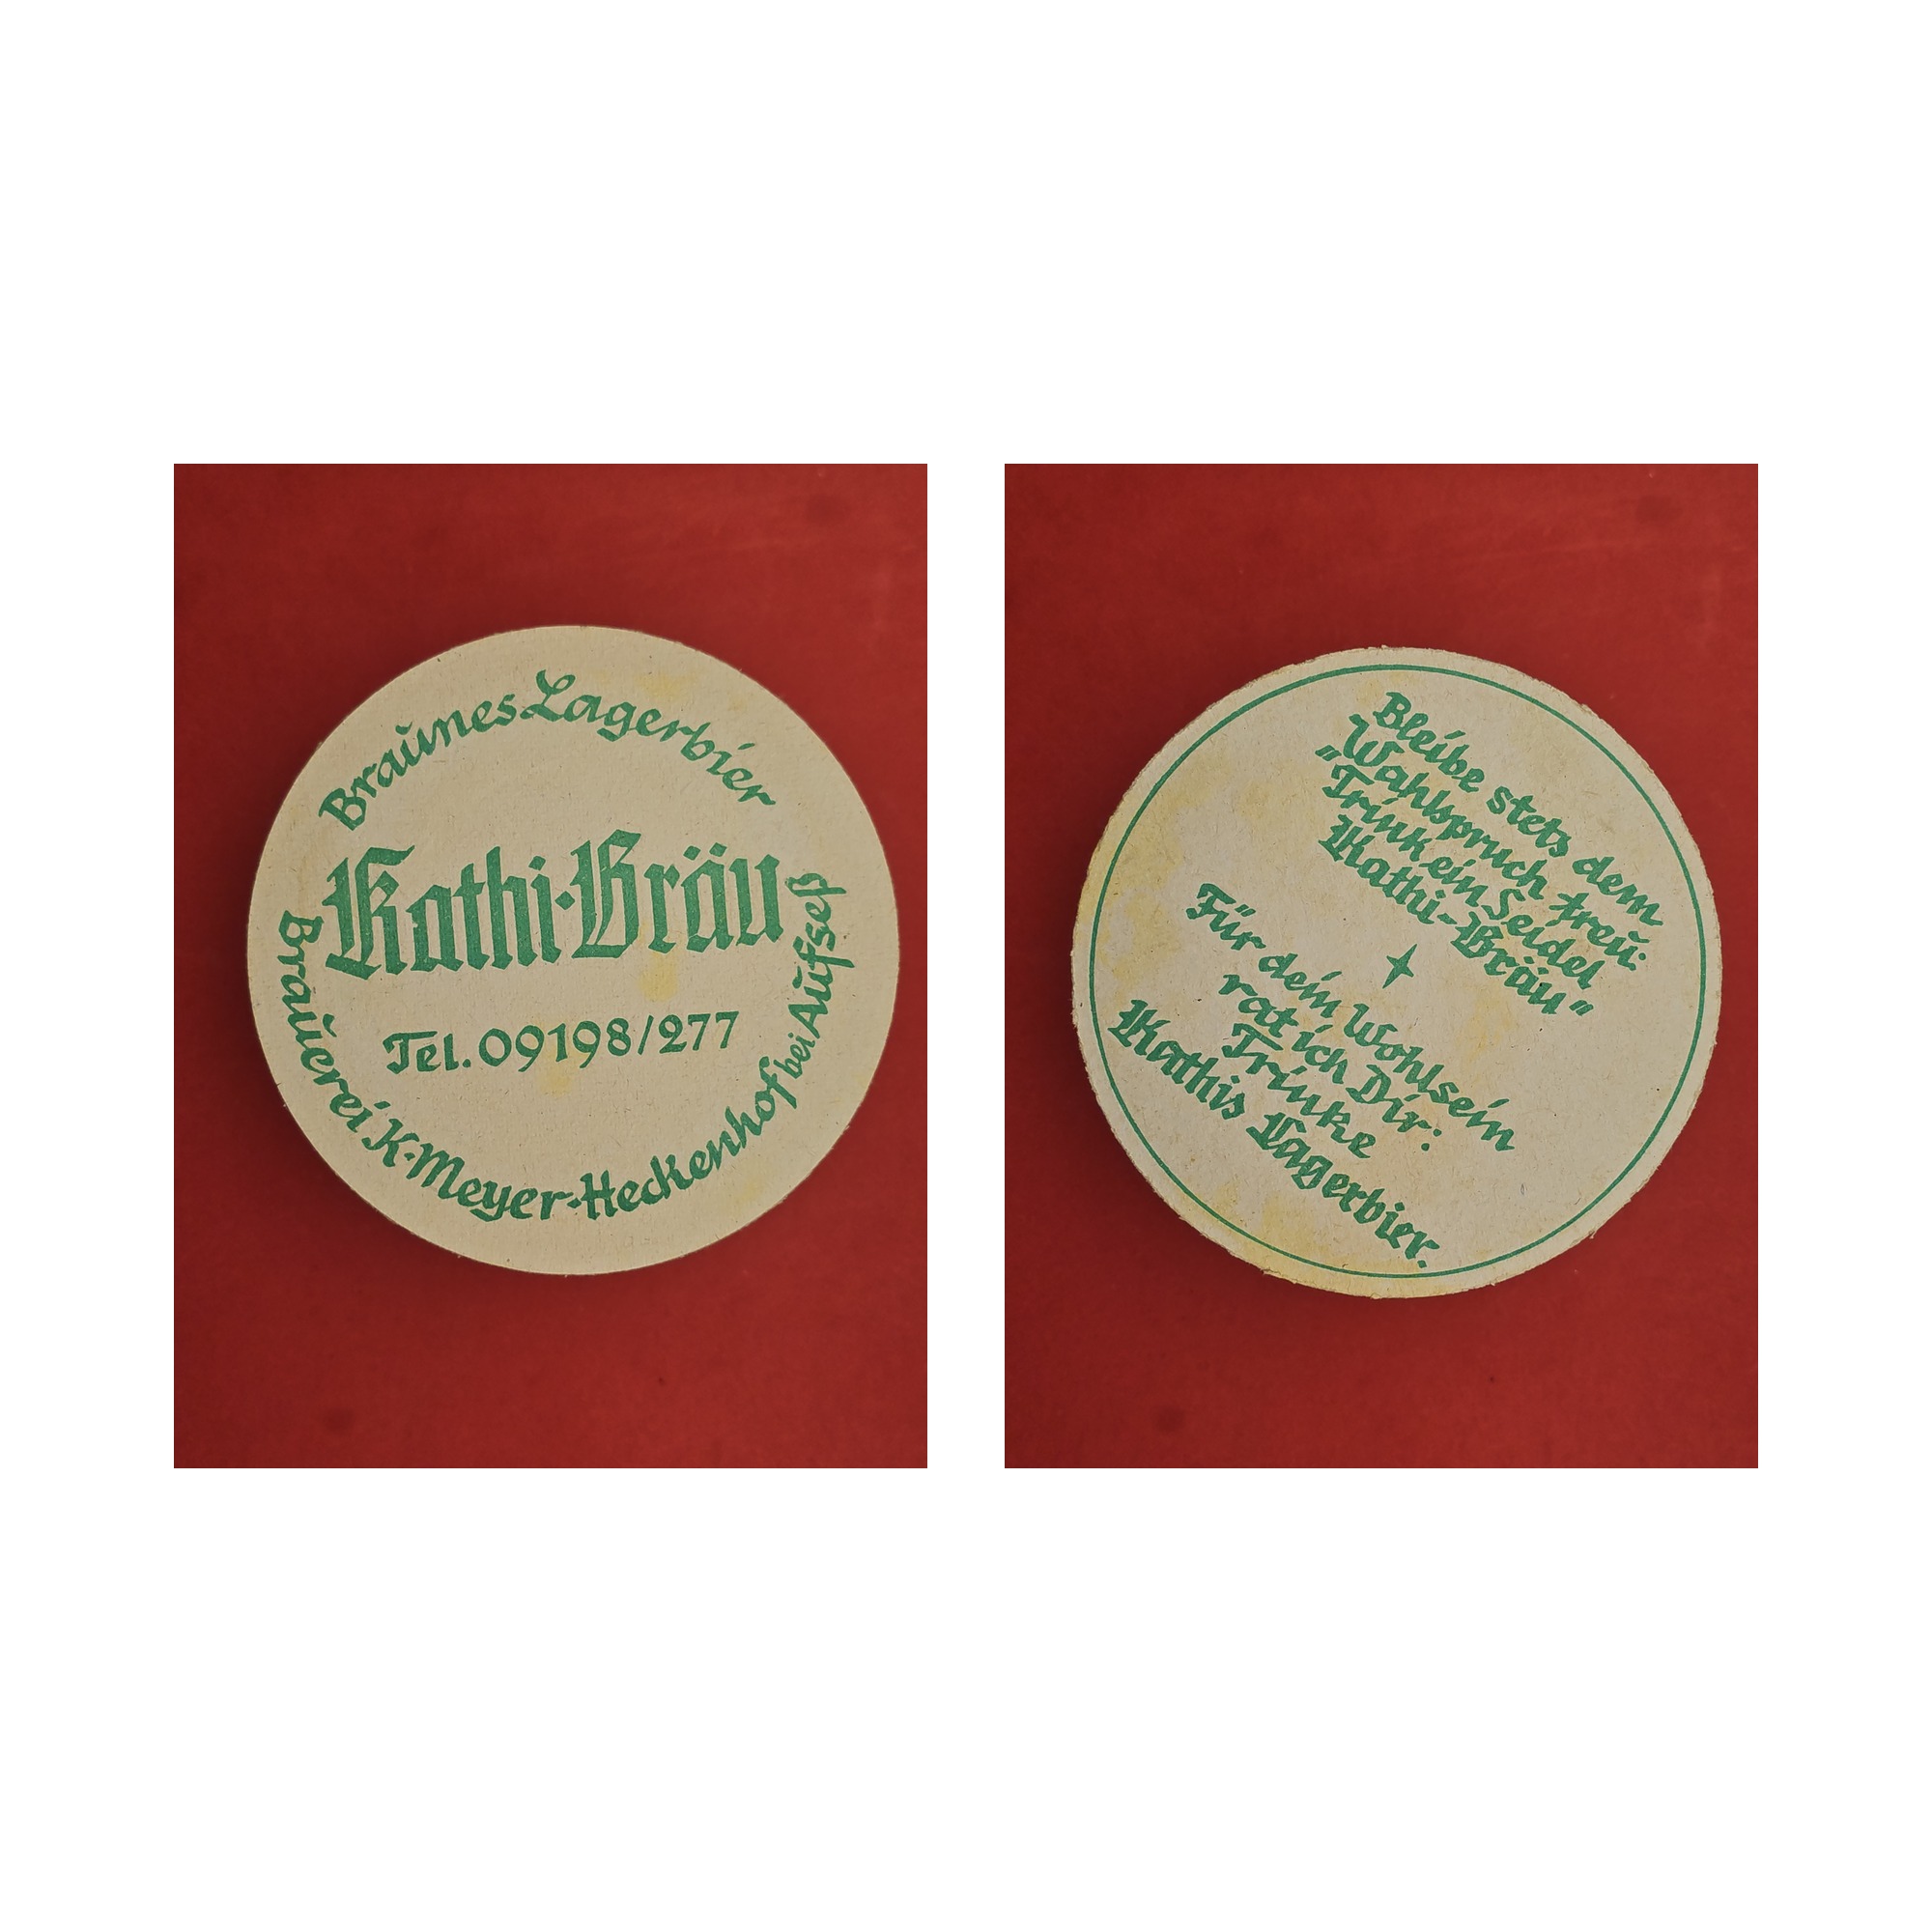 Braunes Lagerbier
Kathi-Bräu
Tel. 09198/277
Brauerei K. Meyer-Heckenhof bei Aufseß
Bleibe stets dem
Wahlspruch treu:
"Trink ein Seidel
Kathi-Bräu"
Für dein Wohlsein
rat ich Dir:
Trinke
Kathis Lagerbier.